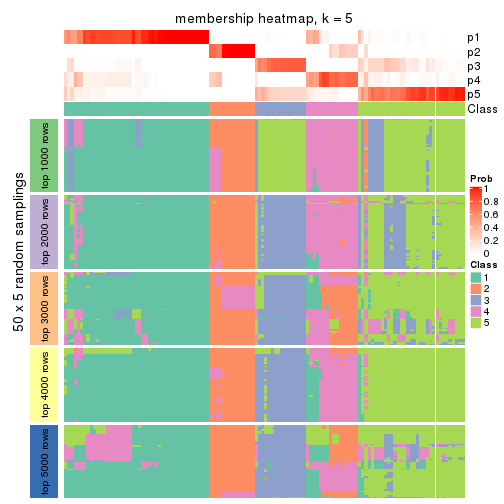 membership heatmap, k = 5
p1
p2
p3
p4
p5
Class
50 x 5 random samplings
top 1000 rows
top 2000 rows
top 3000 rows
top 4000 rows
top 5000 rows
Prob
1
0.8
0.6
0.4
0.2
0
Class
1
2
3
4
5